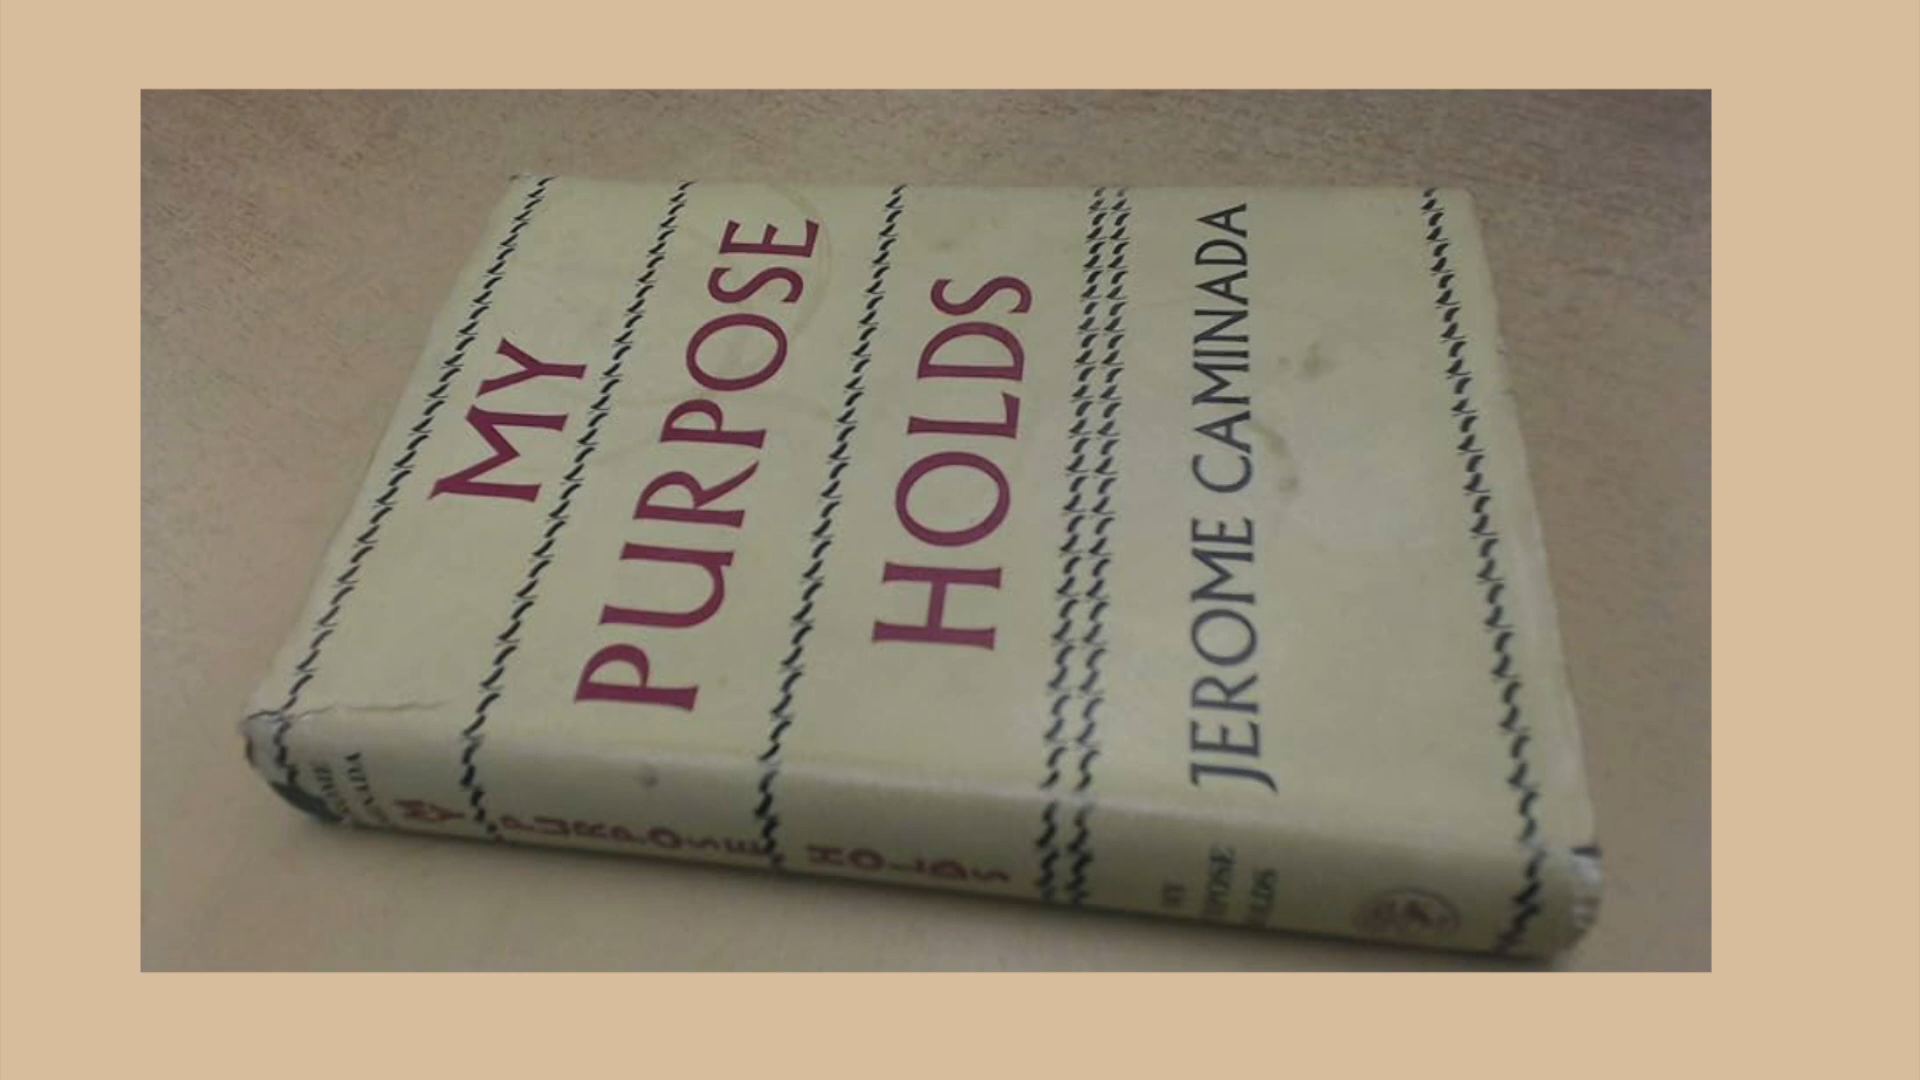 MY
PURPOSE
HOLDS
JEROME CAMINADA
MY PURPOSE HOLDS